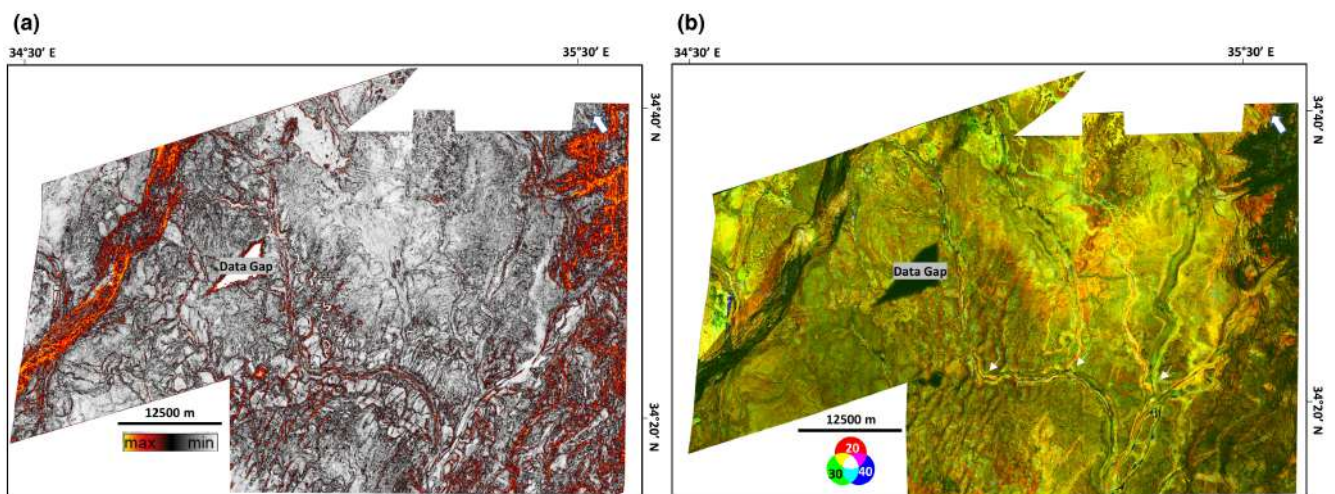 (a)
34°30’ E
35°30’ E
34°40’ N
Data Gap
34°20’ N
12500 m
max min
(b)
34°30’ E
35°30’ E
34°40’ N
Data Gap
34°20’ N
12500 m
20
30 40